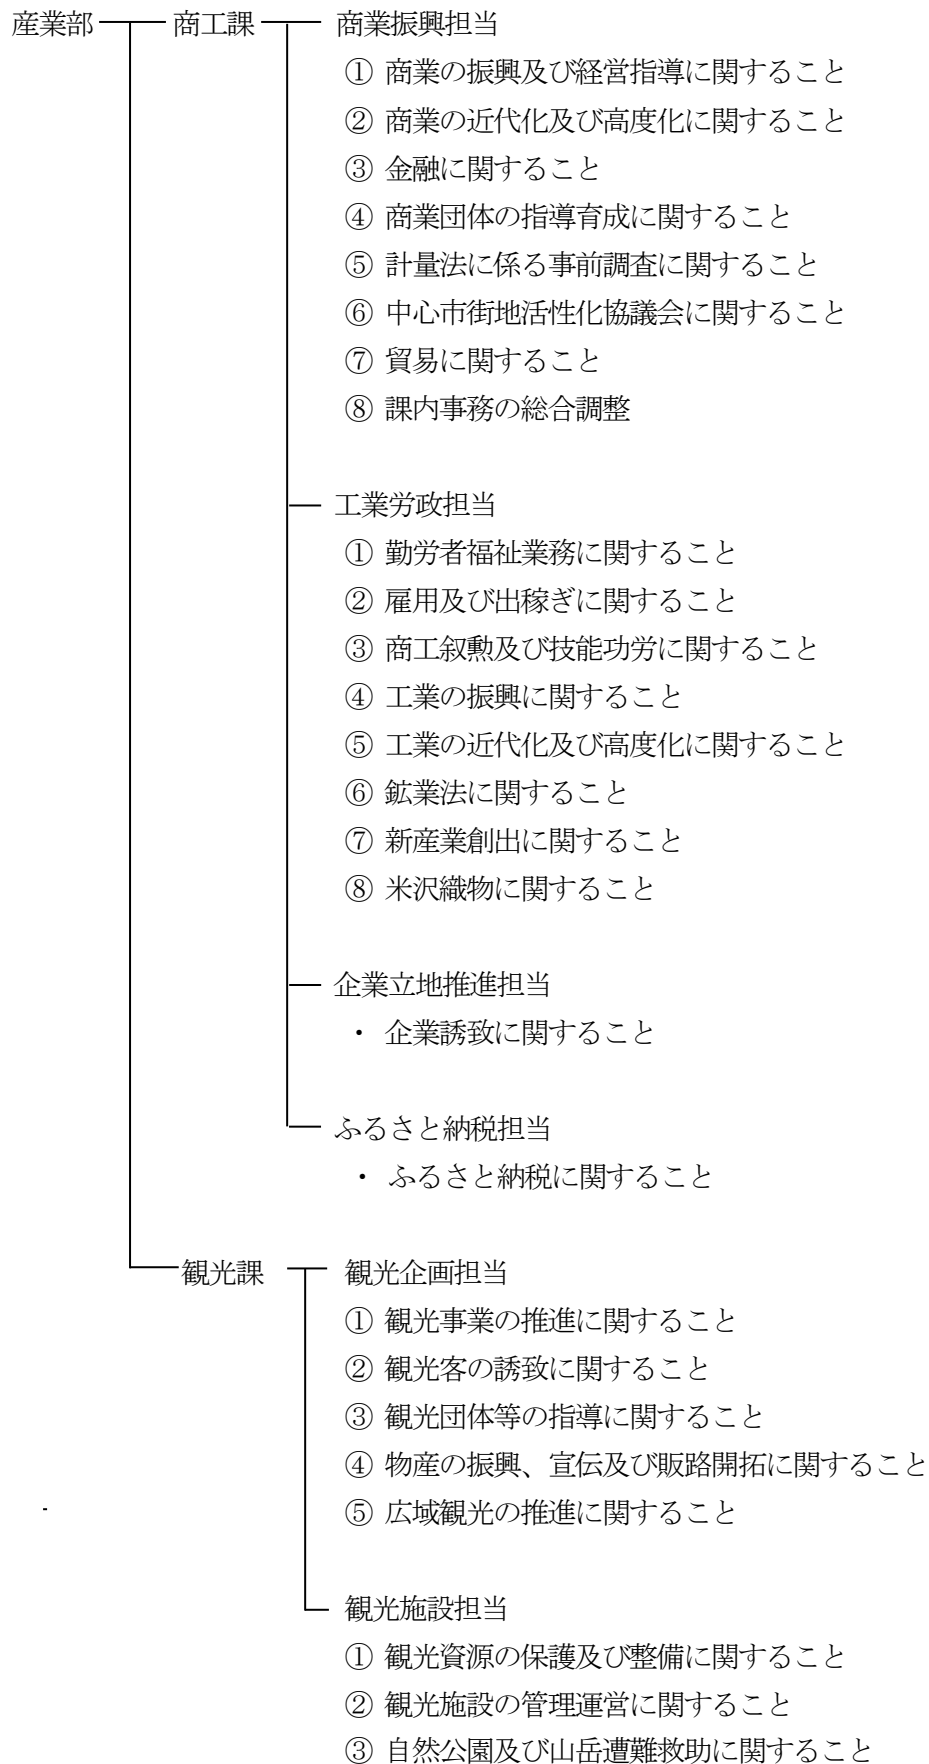 産業部 商工課 商業振興担当
① 商業の振興及び経営指導に関すること
② 商業の近代化及び高度化に関すること
③ 金融に関すること
④ 商業団体の指導育成に関すること
⑤ 計量法に係る事前調査に関すること
⑥ 中心市街地活性化協議会に関すること
⑦ 貿易に関すること
⑧ 課内事務の総合調整
工業労政担当
① 勤労者福祉業務に関すること
② 雇用及び出稼ぎに関すること
③ 商工叙勲及び技能功労に関すること
④ 工業の振興に関すること
⑤ 工業の近代化及び高度化に関すること
⑥ 鉱業法に関すること
⑦ 新産業創出に関すること
⑧ 米沢織物に関すること
企業立地推進担当
・ 企業誘致に関すること
ふるさと納税担当
・ ふるさと納税に関すること
観光課 観光企画担当
① 観光事業の推進に関すること
② 観光客の誘致に関すること
③ 観光団体等の指導に関すること
④ 物産の振興、宣伝及び販路開拓に関すること
⑤ 広域観光の推進に関すること
観光施設担当
① 観光資源の保護及び整備に関すること
② 観光施設の管理運営に関すること
③ 自然公園及び山岳遭難救助に関すること